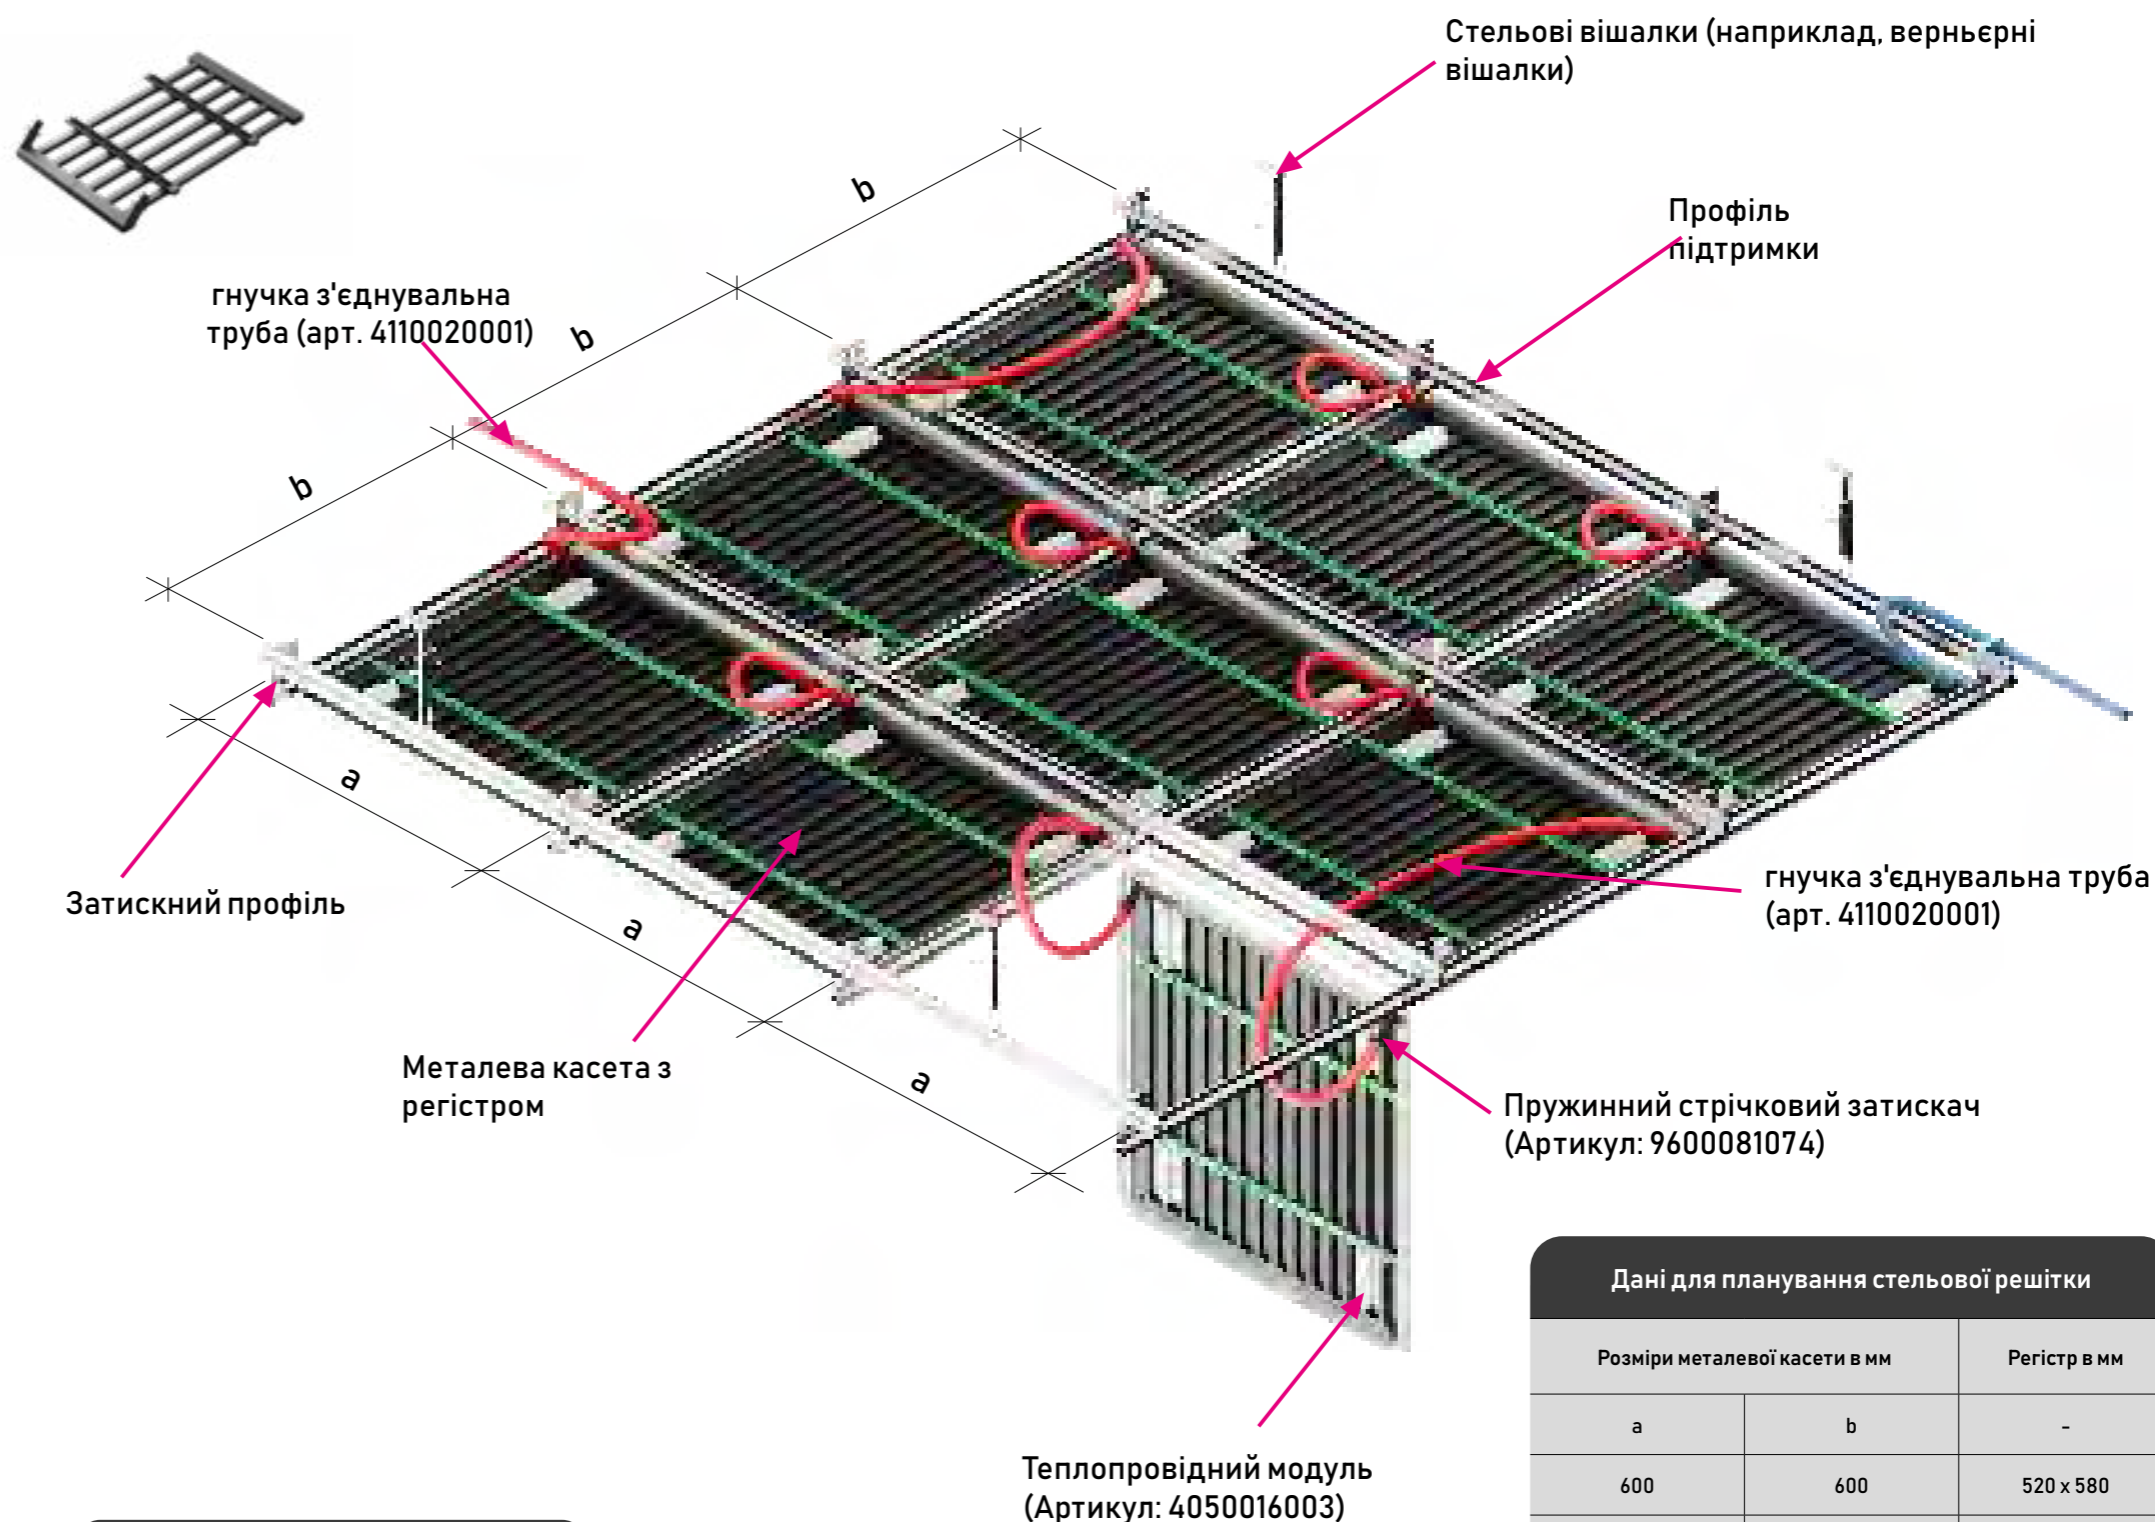 Стельові вішалки (наприклад, верньєрні
вішалки)
Профіль
підтримки
b
гнучка з'єднувальна
труба (арт. 4110020001)
b
b
a
Затискний профіль
гнучка з'єднувальна труба
(арт. 4110020001)
a
Металева касета з
регістром
a
Пружинний стрічковий затискач
(Артикул: 9600081074)
Теплопровідний модуль
(Артикул: 4050016003)
Дані для планування стельової решітки
Розміри металевої касети в мм Регістр в мм
a b -
600 600 520 x 580